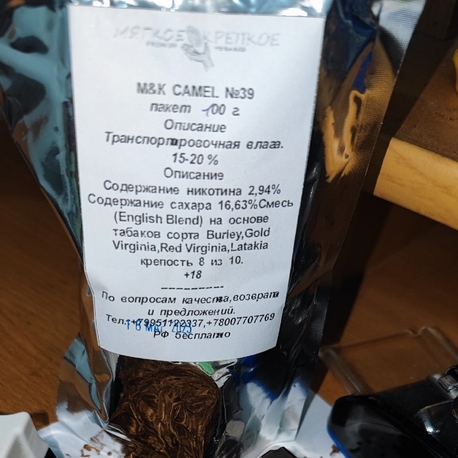 МЯГКОЕ КРЕПКОЕ
M&K CAMEL №39
пакет 100 г
Описание
Транспортировочная влага.
15-20 %
Описание
Содержание никотина 2,94%
Содержание сахара 16,63%Смесь
(English Blend) на основе
табаков сорта Burley,Gold
Virginia,Red Virginia,Latakia
крепость 8 из 10.
+18
----------
По вопросам качества,возврата
и предложений.
Тел.:+79951122337,+78007707769
РФ бесплатно